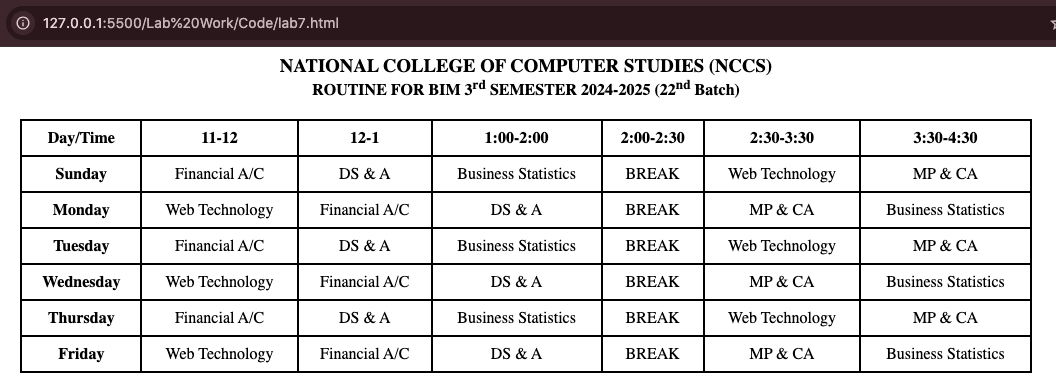 127.0.0.1:5500/Lab%20Work/Code/lab7.html
NATIONAL COLLEGE OF COMPUTER STUDIES (NCCS)
ROUTINE FOR BIM 3rd SEMESTER 2024-2025 (22nd Batch)
Day/Time 11-12 12-1 1:00-2:00 2:00-2:30 2:30-3:30 3:30-4:30
Sunday Financial A/C DS & A Business Statistics BREAK Web Technology MP & CA
Monday Web Technology Financial A/C DS & A BREAK MP & CA Business Statistics
Tuesday Financial A/C DS & A Business Statistics BREAK Web Technology MP & CA
Wednesday Web Technology Financial A/C DS & A BREAK MP & CA Business Statistics
Thursday Financial A/C DS & A Business Statistics BREAK Web Technology MP & CA
Friday Web Technology Financial A/C DS & A BREAK MP & CA Business Statistics